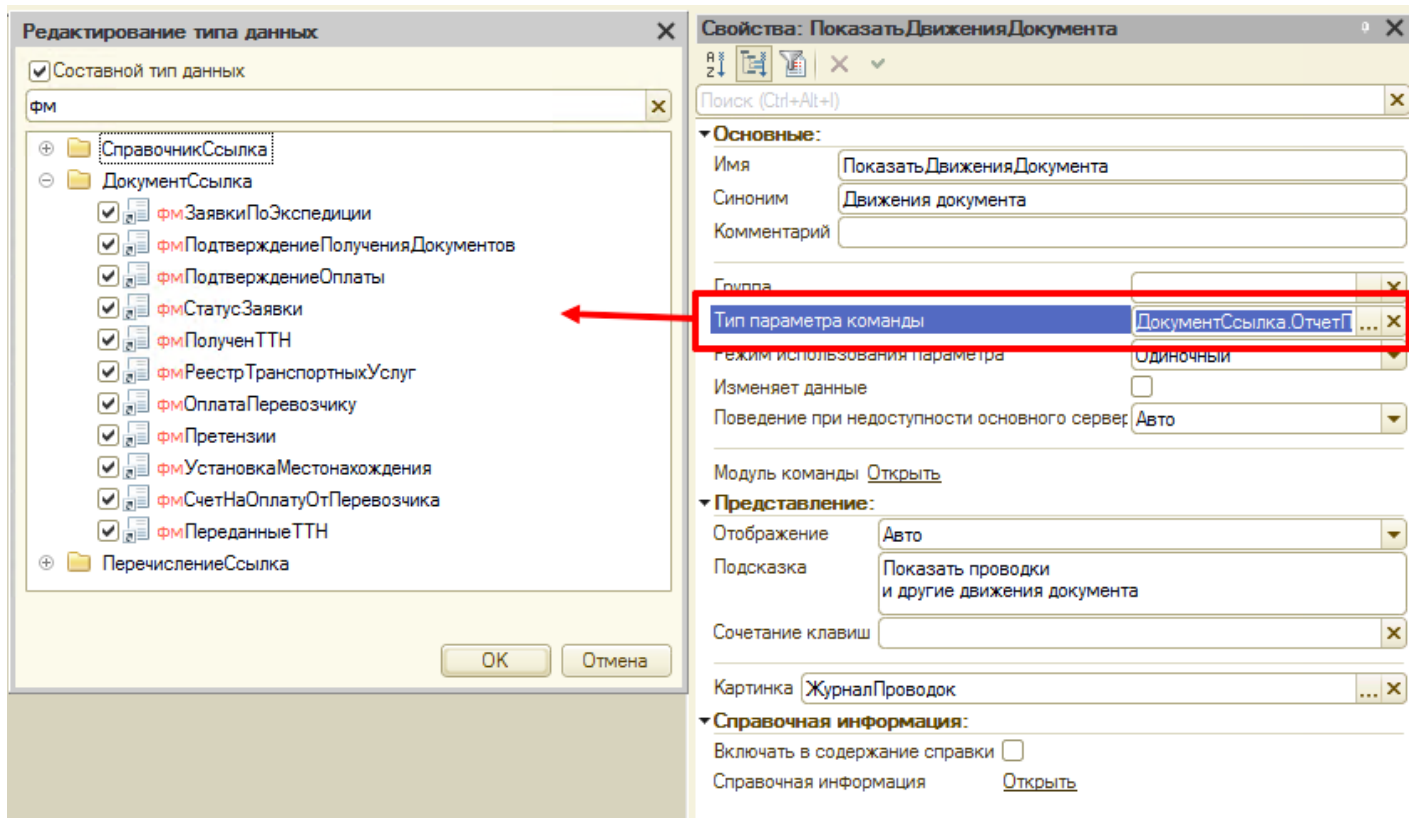 Редактирование типа данных
Составной тип данных
фм
СправочникСсылка
ДокументСсылка
фмЗаявкиПоЭкспедиции
фмПодтверждениеПолученияДокументов
фмПодтверждениеОплаты
фмСтатусЗаявки
фмПолученТТН
фмРеестрТранспортныхУслуг
фмОплатаПеревозчику
фмПретензии
фмУстановкаМестонахождения
фмСчетНаОплатуОтПеревозчика
фмПереданныеТТН
ПеречислениеСсылка
ОК
Отмена
Свойства: ПоказатьДвиженияДокумента
Поиск (Ctrl+Alt+I)
Основные:
Имя ПоказатьДвиженияДокумента
Синоним Движения документа
Комментарий
Группа
Тип параметра команды ДокументСсылка.ОтчетП ...
Режим использования параметра Одиночный
Изменяет данные
Поведение при недоступности основного сервер Авто
Модуль команды Открыть
Представление:
Отображение Авто
Подсказка Показать проводки
и другие движения документа
Сочетание клавиш
Картинка ЖурналПроводок ...
Справочная информация:
Включать в содержание справки
Справочная информация Открыть